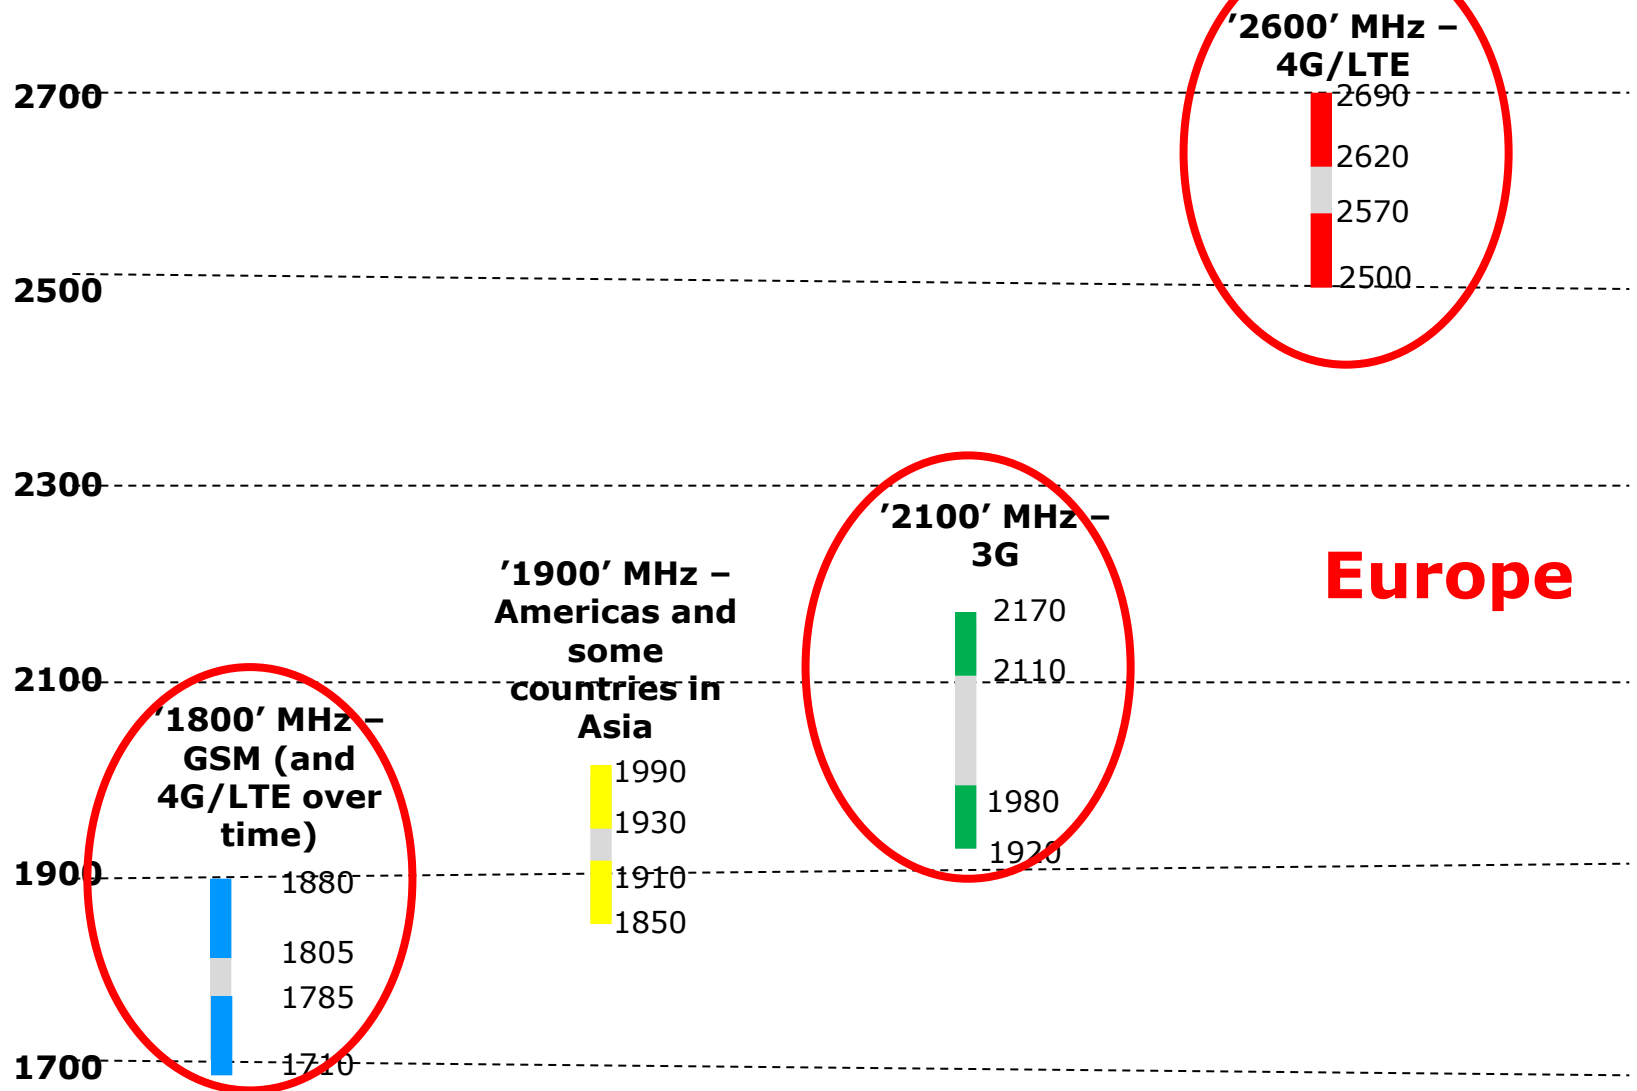 ’2600’ MHz –
4G/LTE
2700
2690
2620
2570
2500
2500
2300
’2100’ MHz –
3G
Europe
’1900’ MHz –
Americas and
some
countries in
Asia
2170
2110
2100
’1800’ MHz –
GSM (and
4G/LTE over
time)
1990
1930
1910
1850
1980
1920
1900
1880
1805
1785
1710
1700